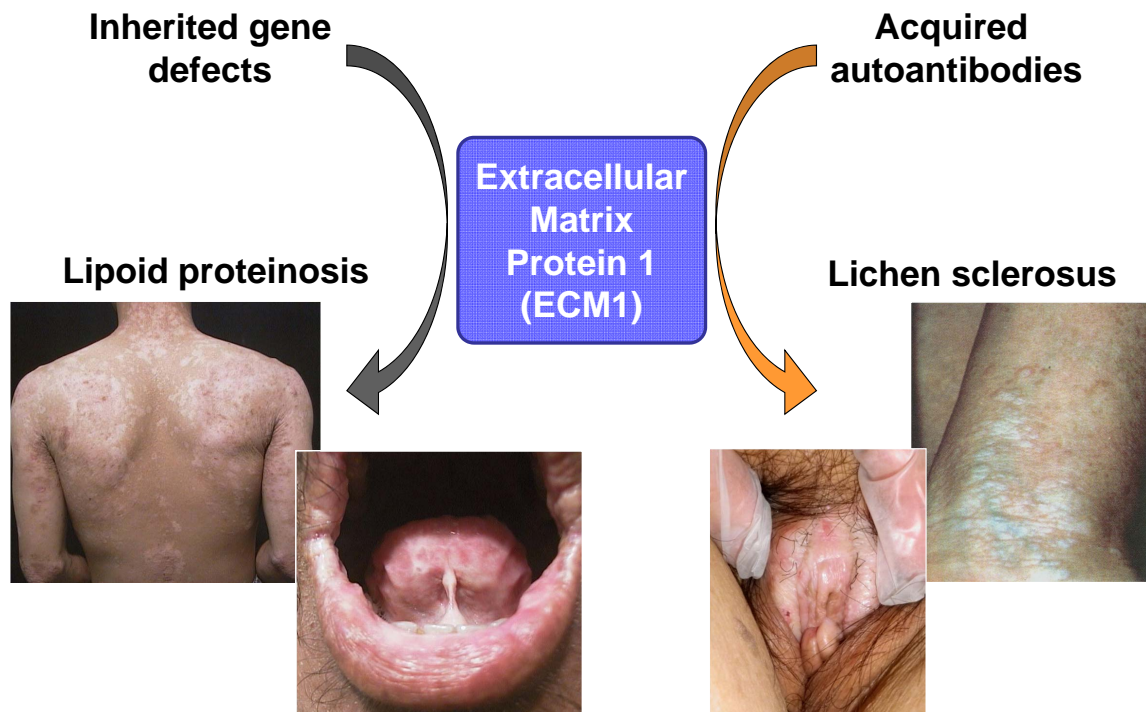 Inherited gene
defects
Acquired
autoantibodies
Extracellular
Matrix
Protein 1
(ECM1)
Lipoid proteinosis
Lichen sclerosus